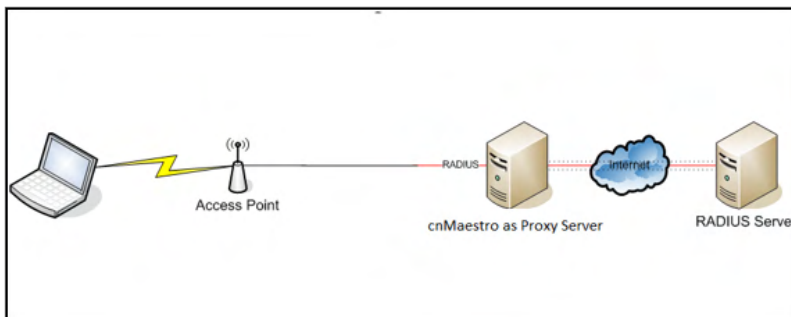 RADIUS
Internet
Access Point
cnMaestro as Proxy Server
RADIUS Serve